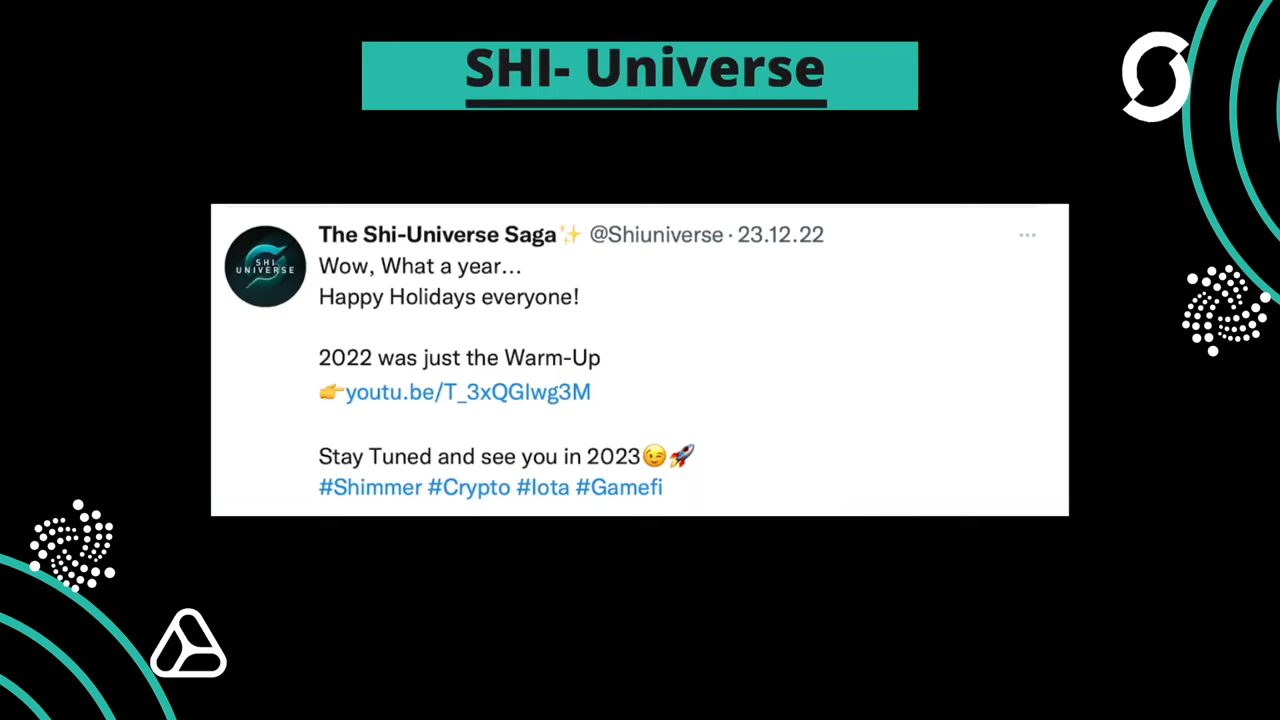 SHI- Universe
The Shi-Universe Saga✨ @Shiuniverse · 23.12.22
SHI
UNIVERSE
Wow, What a year...
Happy Holidays everyone!
2022 was just the Warm-Up
👉youtu.be/T_3xQGlwg3M
Stay Tuned and see you in 2023😉🚀
#Shimmer #Crypto #Iota #Gamefi